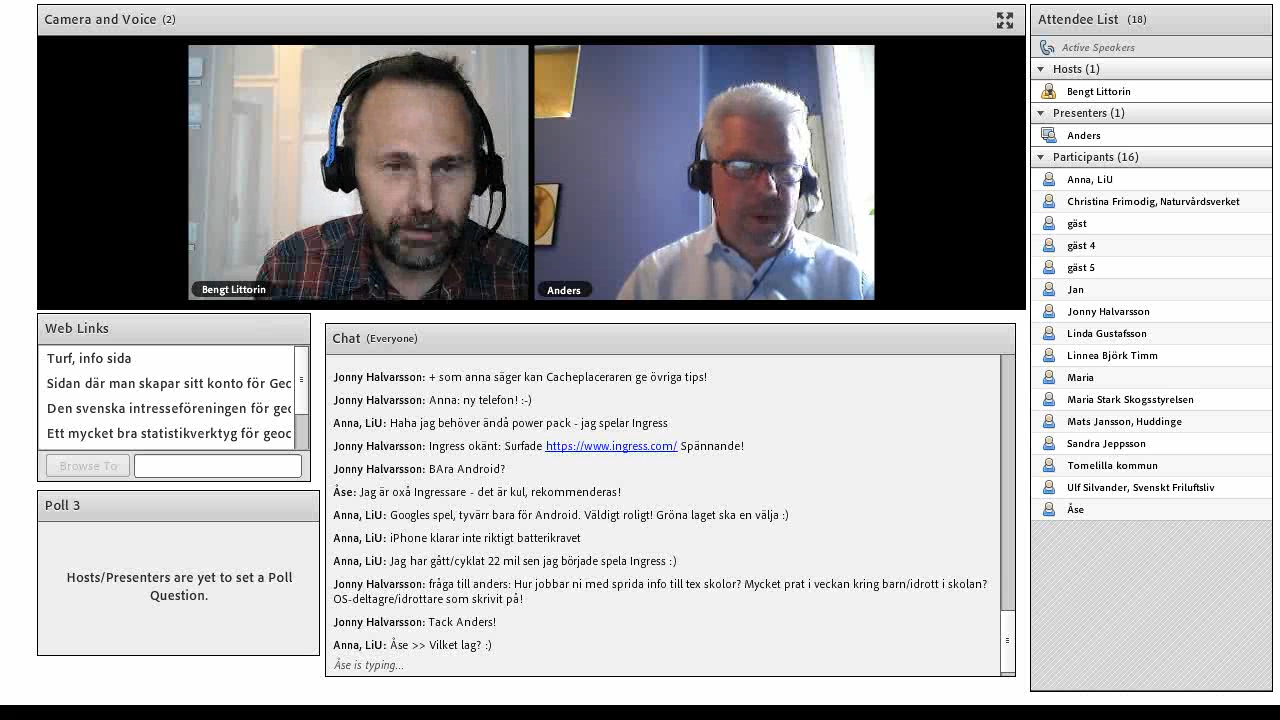 Camera and Voice (2)
Bengt Littorin
Anders
Web Links
Turf, info sida
Sidan där man skapar sitt konto för Geo
Den svenska intresseföreningen för geo
Ett mycket bra statistikverktyg för geoc
Browse To
Poll 3
Hosts/Presenters are yet to set a Poll
Question.
Chat (Everyone)
Jonny Halvarsson: + som anna säger kan Cacheplaceraren ge övriga tips!
Jonny Halvarsson: Anna: ny telefon! :-)
Anna, LiU: Haha jag behöver ändå power pack - jag spelar Ingress
Jonny Halvarsson: Ingress okänt: Surfade https://www.ingress.com/ Spännande!
Jonny Halvarsson: BAra Android?
Åse: Jag är oxå Ingressare - det är kul, rekommenderas!
Anna, LiU: Googles spel, tyvärr bara för Android. Väldigt roligt! Gröna laget ska en välja :)
Anna, LiU: iPhone klarar inte riktigt batterikravet
Anna, LiU: Jag har gått/cyklat 22 mil sen jag började spela Ingress :)
Jonny Halvarsson: fråga till anders: Hur jobbar ni med sprida info till tex skolor? Mycket prat i veckan kring barn/idrott i skolan?
OS-deltagre/idrottare som skrivit på!
Jonny Halvarsson: Tack Anders!
Anna, LiU: Åse >> Vilket lag? :)
Åse is typing...
Attendee List (18)
Active Speakers
Hosts (1)
Bengt Littorin
Presenters (1)
Anders
Participants (16)
Anna, LiU
Christina Frimodig, Naturvårdsverket
gäst
gäst 4
gäst 5
Jan
Jonny Halvarsson
Linda Gustafsson
Linnea Björk Timm
Maria
Maria Stark Skogsstyrelsen
Mats Jansson, Huddinge
Sandra Jeppsson
Tomelilla kommun
Ulf Silvander, Svenskt Friluftsliv
Åse